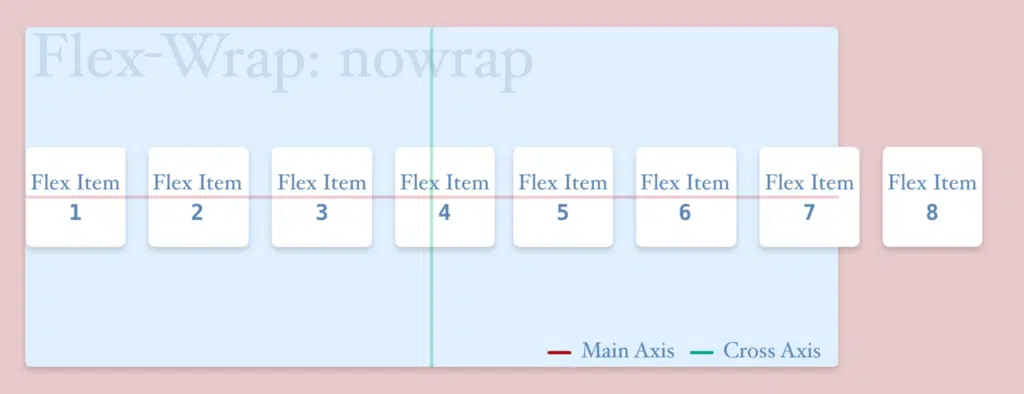 Flex-Wrap: nowrap
Flex Item
1
Flex Item
2
Flex Item
3
Flex Item
4
Flex Item
5
Flex Item
6
Flex Item
7
Flex Item
8
Main Axis
Cross Axis